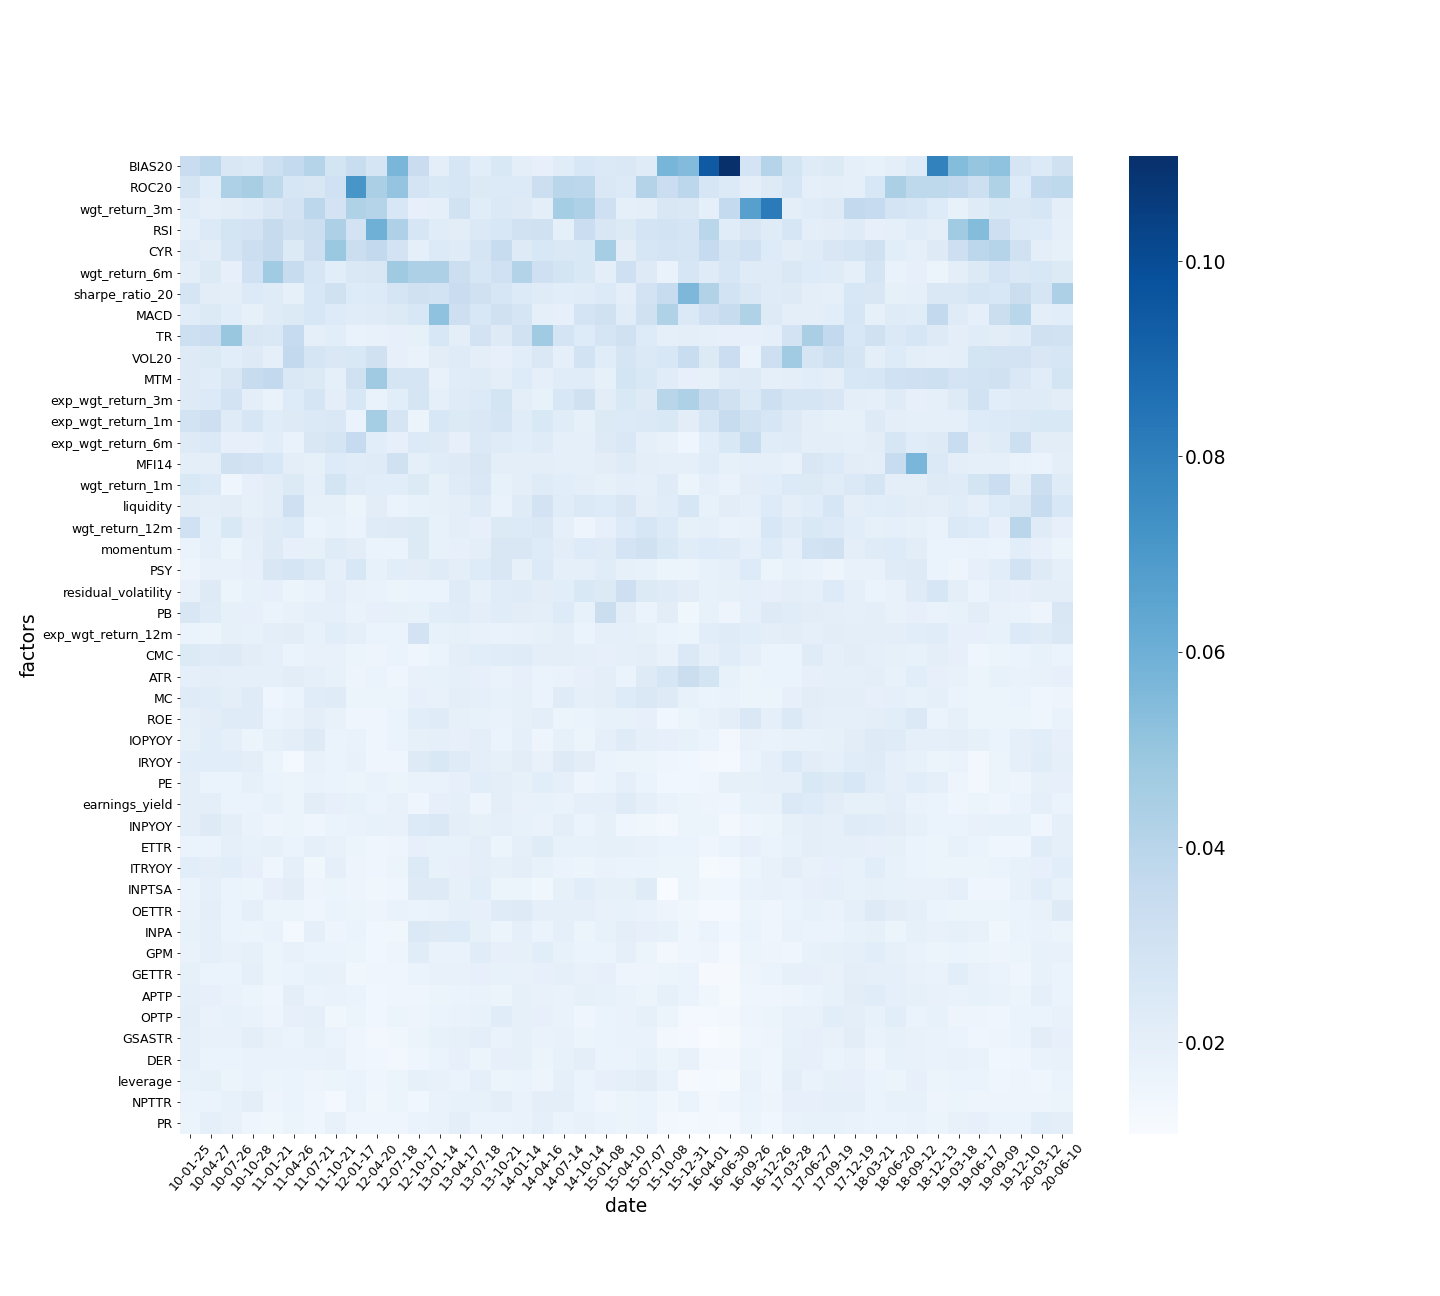 BIAS20
ROC20
wgt_return_3m
RSI
CYR
wgt_return_6m
sharpe_ratio_20
MACD
TR
VOL20
MTM
exp_wgt_return_3m
exp_wgt_return_1m
exp_wgt_return_6m
MFI14
wgt_return_1m
liquidity
wgt_return_12m
momentum
PSY
residual_volatility
PB
exp_wgt_return_12m
CMC
ATR
MC
ROE
IOPYOY
IRYOY
PE
earnings_yield
INPYOY
ETTR
ITRYOY
INPTSA
OETTR
INPA
GPM
GETTR
APTP
OPTP
GSASTR
DER
leverage
NPTTR
PR
factors
10-01-25
10-04-27
10-07-26
10-10-28
11-01-21
11-04-26
11-07-21
11-10-21
12-01-17
12-04-20
12-07-18
12-10-17
13-01-14
13-04-17
13-07-18
13-10-21
14-01-14
14-04-16
14-07-14
14-10-14
15-01-08
15-04-10
15-07-07
15-10-08
15-12-31
16-04-01
16-06-30
16-09-26
16-12-26
17-03-28
17-06-27
17-09-19
17-12-19
18-03-21
18-06-20
18-09-12
18-12-13
19-03-18
19-06-17
19-09-09
19-12-10
20-03-12
20-06-10
date
0.10
0.08
0.06
0.04
0.02